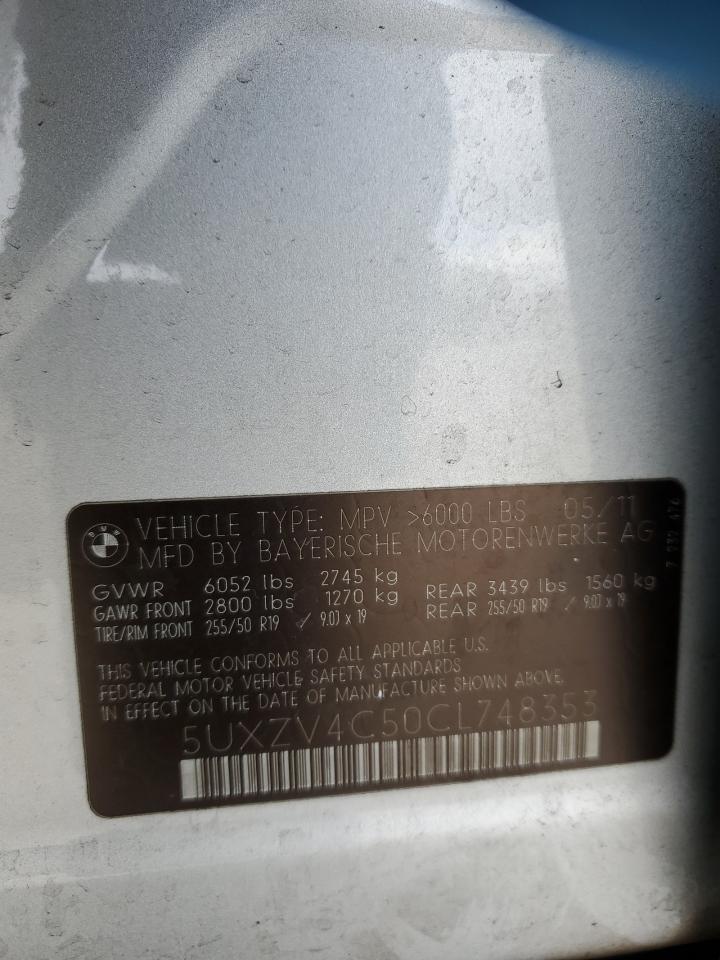 BMW
VEHICLE TYPE: MPV >6000 LBS 05/11
MFD BY BAYERISCHE MOTORENWERKE AG
GVWR 6052 lbs 2745 kg
GAWR FRONT 2800 lbs 1270 kg REAR 3439 lbs 1560 kg
TIRE/RIM FRONT 255/50 R19 / 9.0J x 19 REAR 255/50 R19 / 9.0J x 19
THIS VEHICLE CONFORMS TO ALL APPLICABLE U.S.
FEDERAL MOTOR VEHICLE SAFETY STANDARDS
IN EFFECT ON THE DATE OF MANUFACTURE SHOWN ABOVE.
5UXZV4C50CL748353